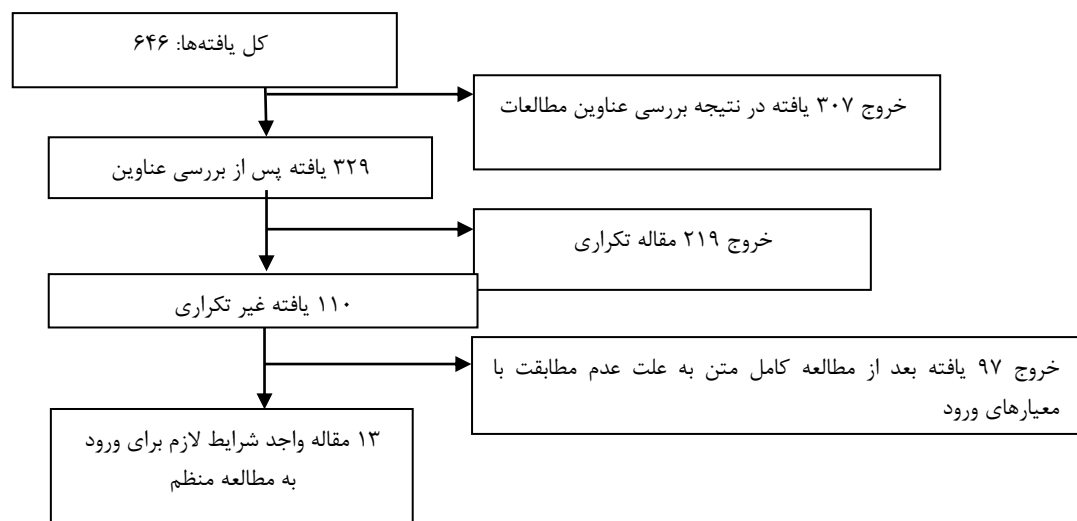 کل یافته‌ها: ۶۴۶
خروج ۳۰۷ یافته در نتیجه بررسی عناوین مطالعات
۳۲۹ یافته پس از بررسی عناوین
خروج ۲۱۹ مقاله تکراری
۱۱۰ یافته غیر تکراری
خروج ۹۷ یافته بعد از مطالعه کامل متن به علت عدم مطابقت با
معیارهای ورود
۱۳ مقاله واجد شرایط لازم برای ورود
به مطالعه منظم